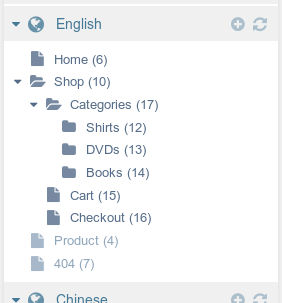 English
Home (6)
Shop (10)
Categories (17)
Shirts (12)
DVDs (13)
Books (14)
Cart (15)
Checkout (16)
Product (4)
404 (7)
Chinese